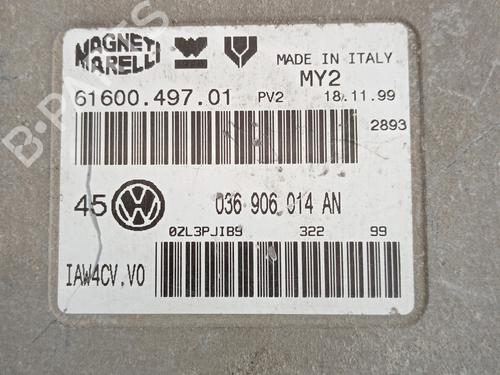 MAGNETI
MARELLI
MADE IN ITALY
MY2
61600.497.01 PV2 18.11.99
2893
45 036 906 014 AN
0ZL3PJIB9 322 99
IAW4CV.V0
B-PARTS